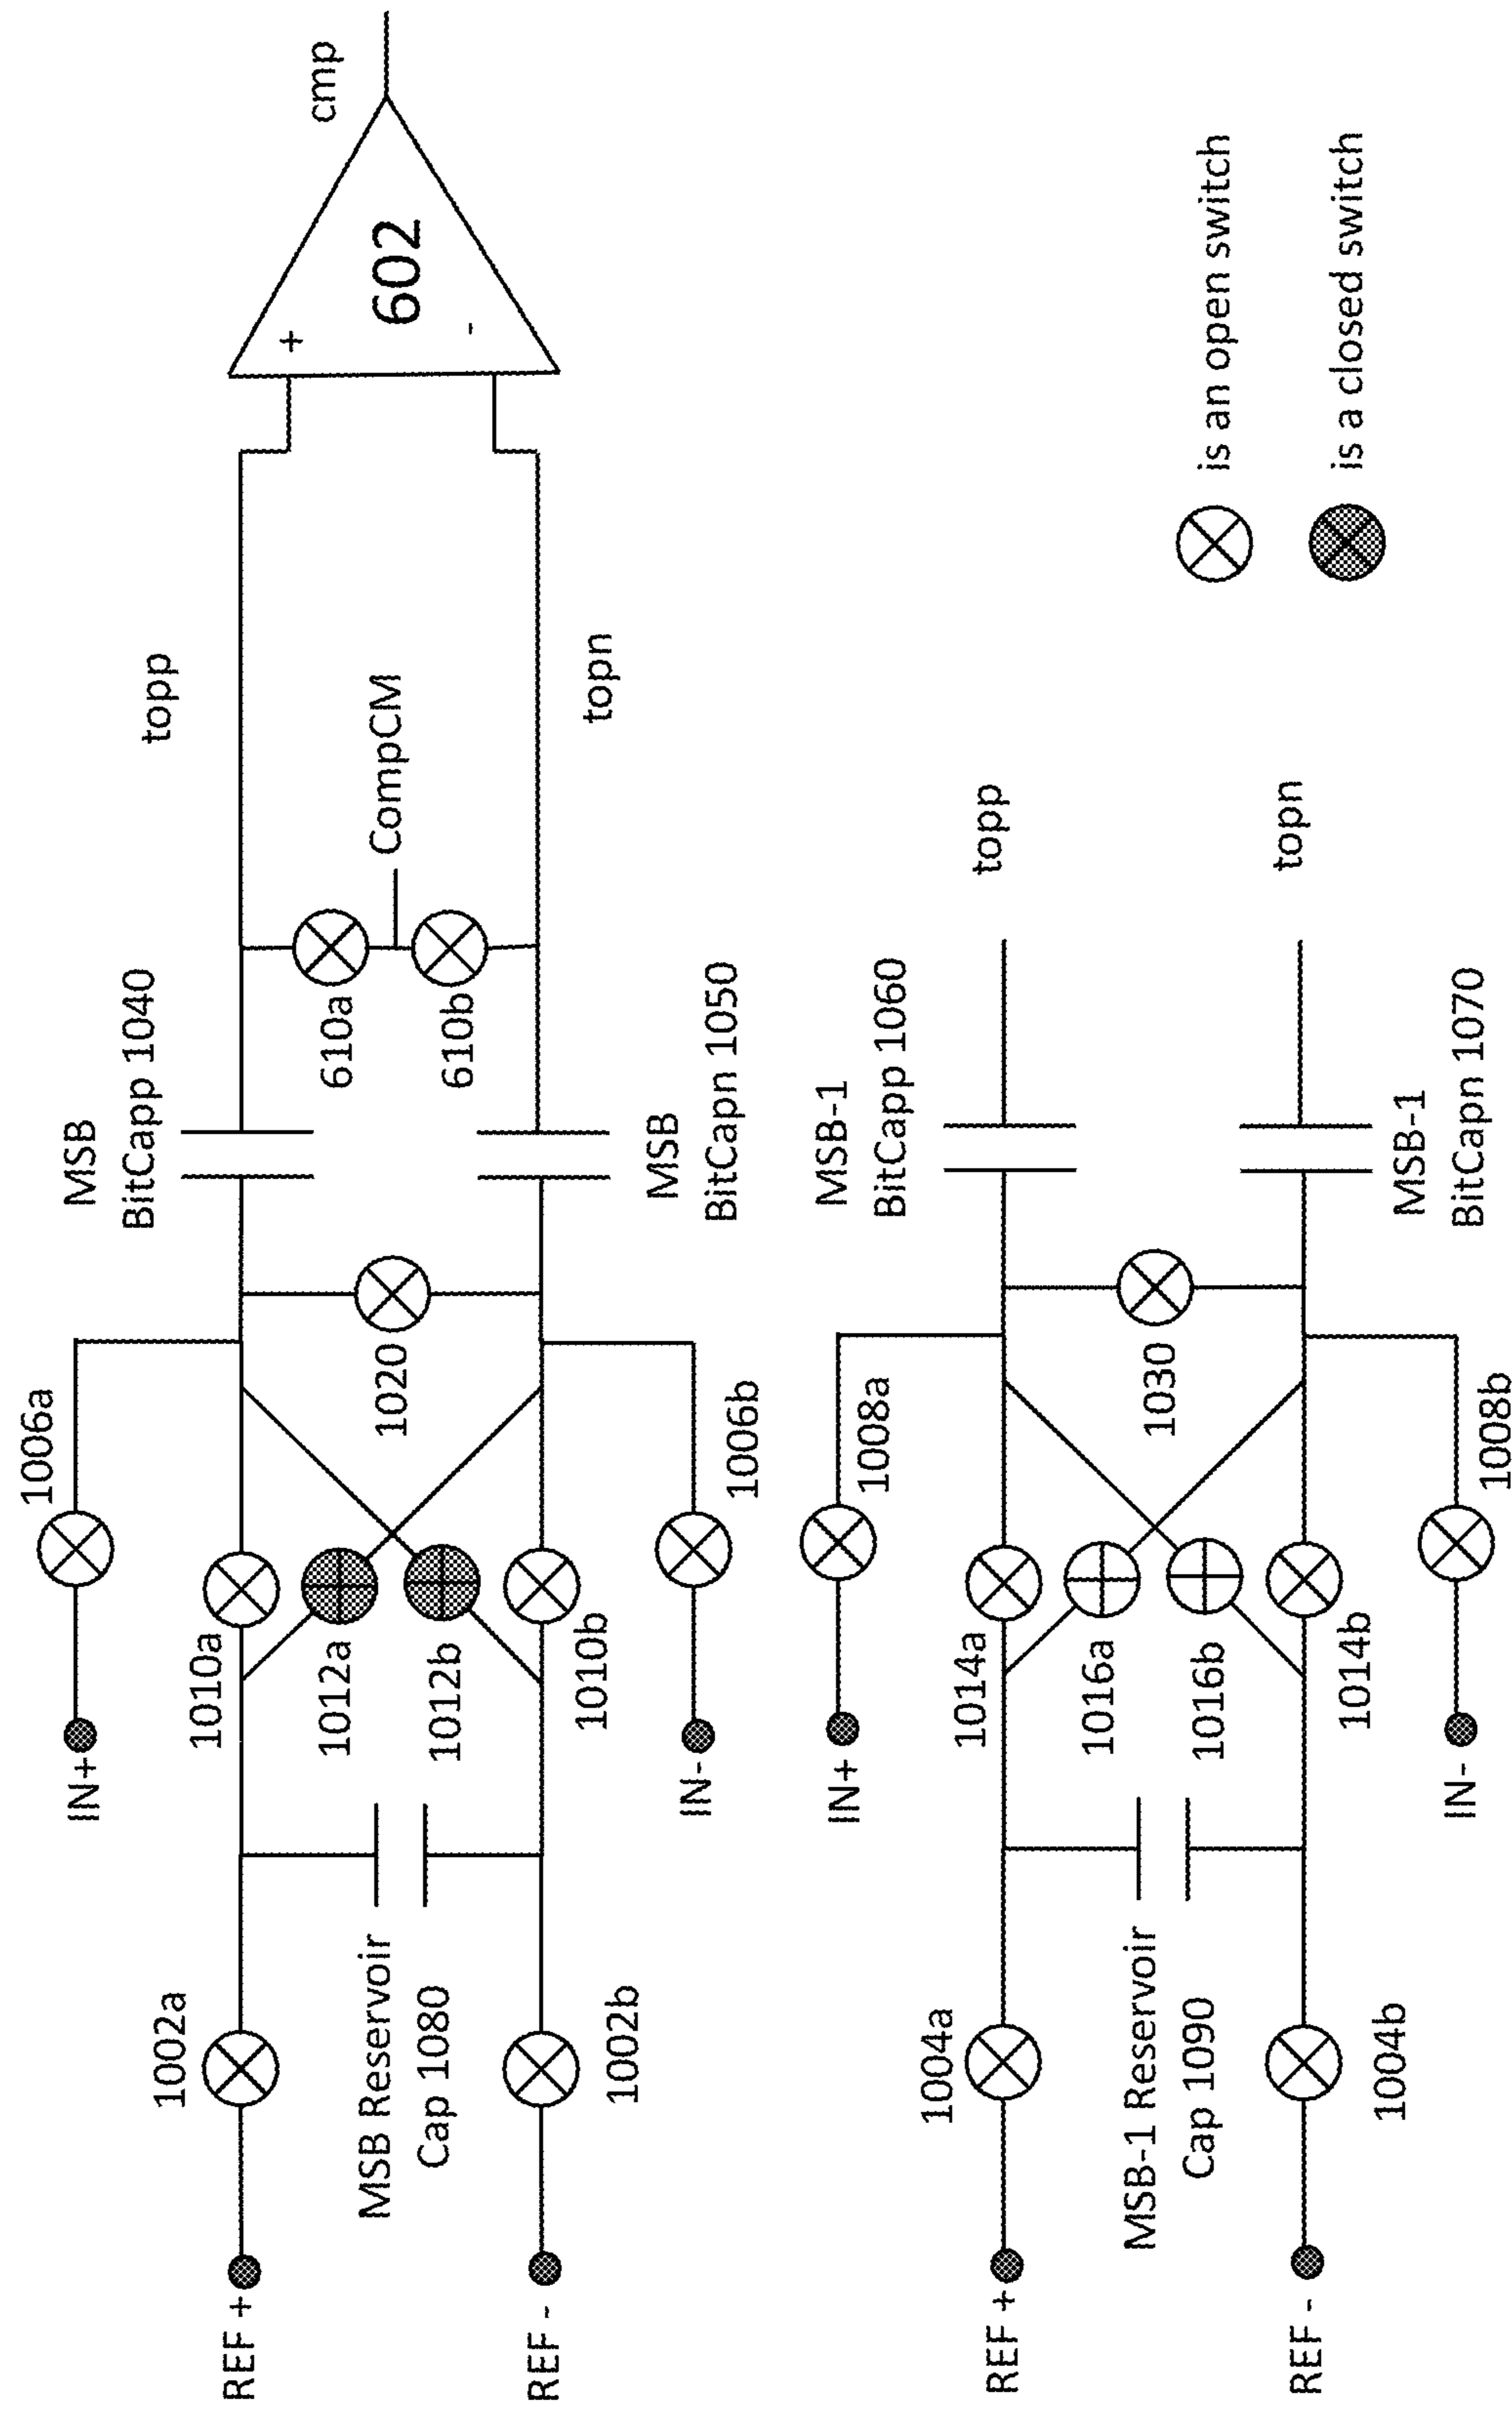 cmp
602
+
-
topp
topn
CompCM
610a
610b
MSB
BitCapp 1040
MSB
BitCapn 1050
1020
1006a
1006b
IN+
IN-
1010a
1012a
1012b
1010b
MSB Reservoir
Cap 1080
1002a
1002b
REF +
REF -
topp
topn
MSB-1
BitCapp 1060
MSB-1
BitCapn 1070
1030
1008a
1008b
IN+
IN-
1014a
1016a
1016b
1014b
MSB-1 Reservoir
Cap 1090
1004a
1004b
REF +
REF -
is an open switch
is a closed switch